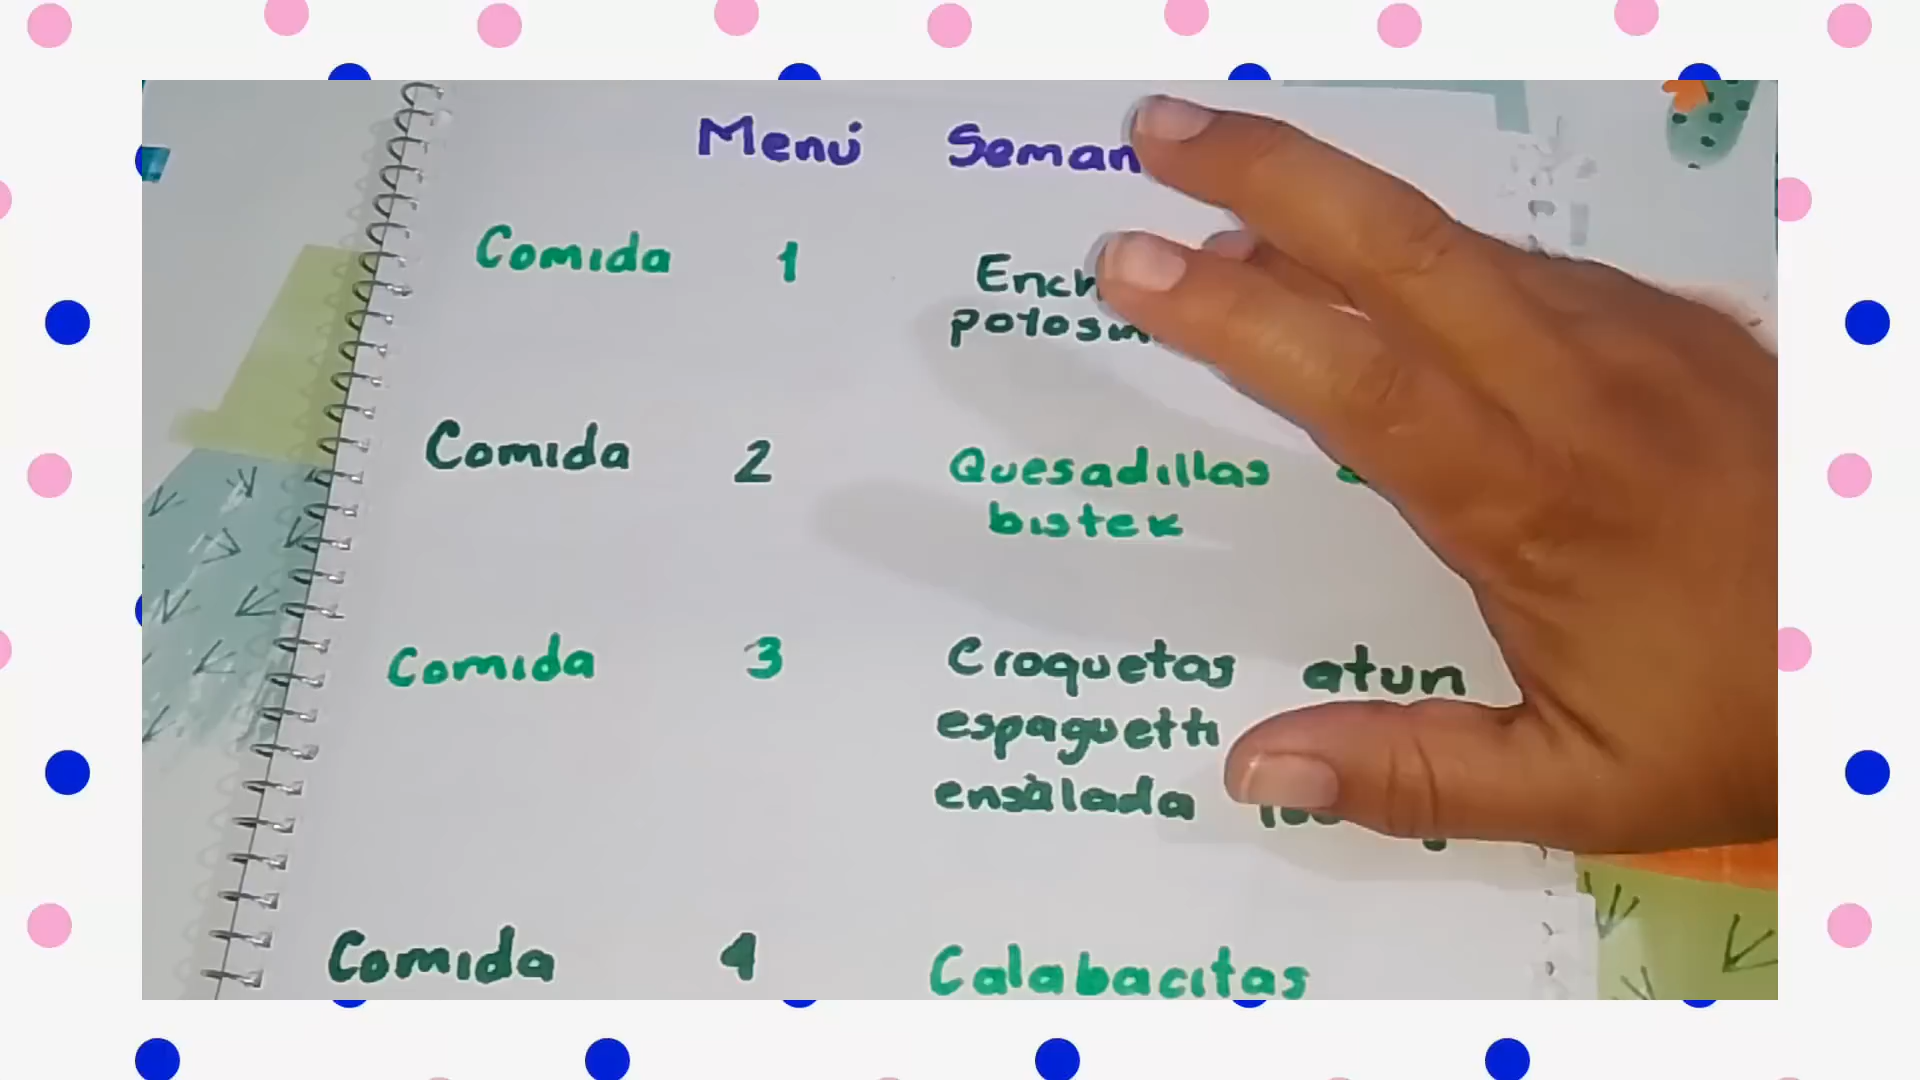 Menú
Comida 1
Comida 2
Quesadillas
bistek
Comida 3
Croquetas atun
espaguetti
ensalada
Comida 4
Calabacitas